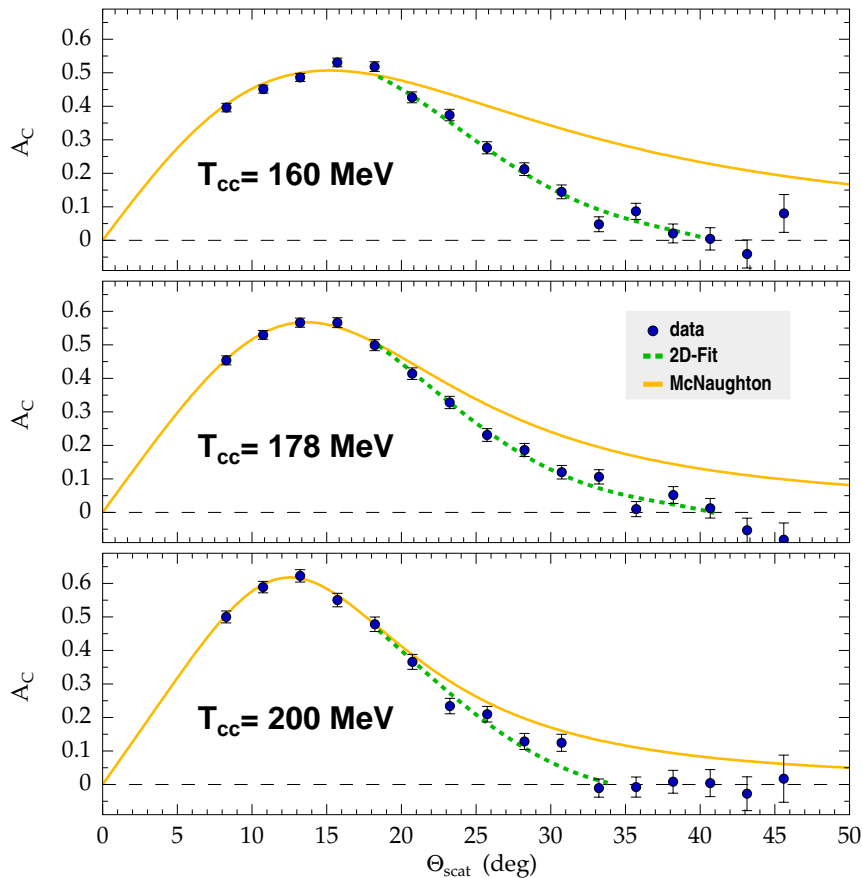 0.6
0.5
0.4
0.3
0.2
0.1
0
A_C
T_cc= 160 MeV
0.6
0.5
0.4
0.3
0.2
0.1
0
A_C
T_cc= 178 MeV
data
2D-Fit
McNaughton
0.6
0.5
0.4
0.3
0.2
0.1
0
A_C
T_cc= 200 MeV
0 5 10 15 20 25 30 35 40 45 50
Θ_scat (deg)